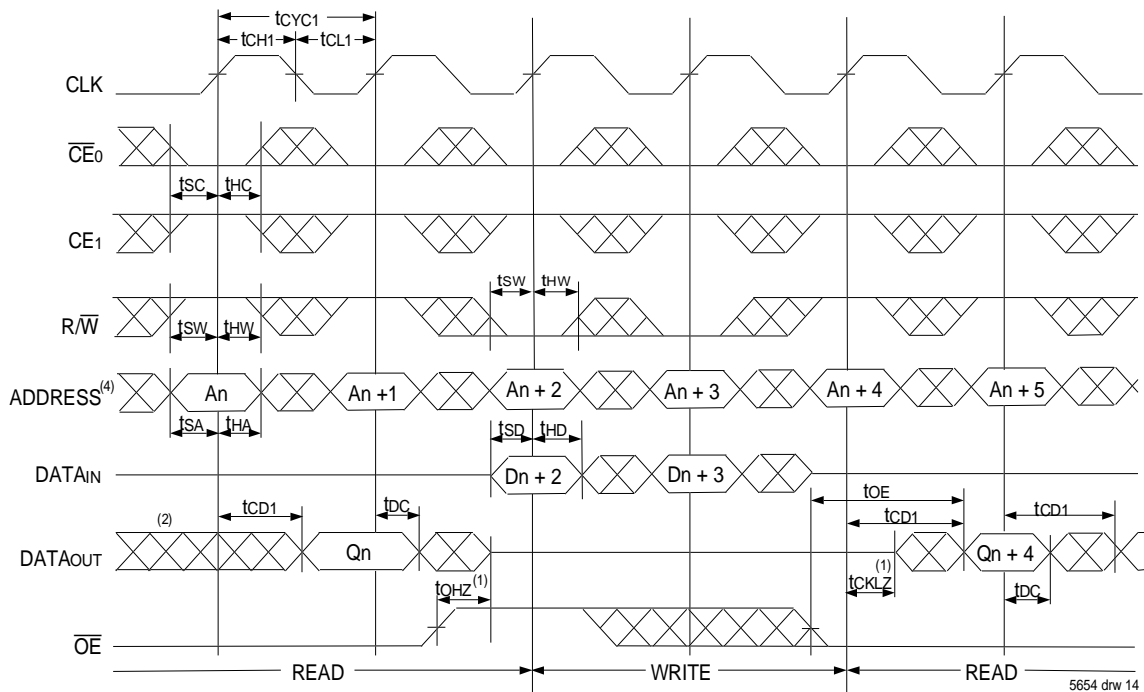 tCYC1
tCH1 tCL1
CLK
CE0
tSC tHC
CE1
tSW tHW
R/W
tSW tHW
ADDRESS(4) An An +1 An + 2 An + 3 An + 4 An + 5
tSA tHA tSD tHD
DATAIN Dn + 2 Dn + 3
tOE
(2) tCD1 tDC tCD1 tCD1
DATAOUT Qn Qn + 4
tOHZ(1) tCKLZ(1) tDC
OE
READ WRITE READ
5654 drw 14